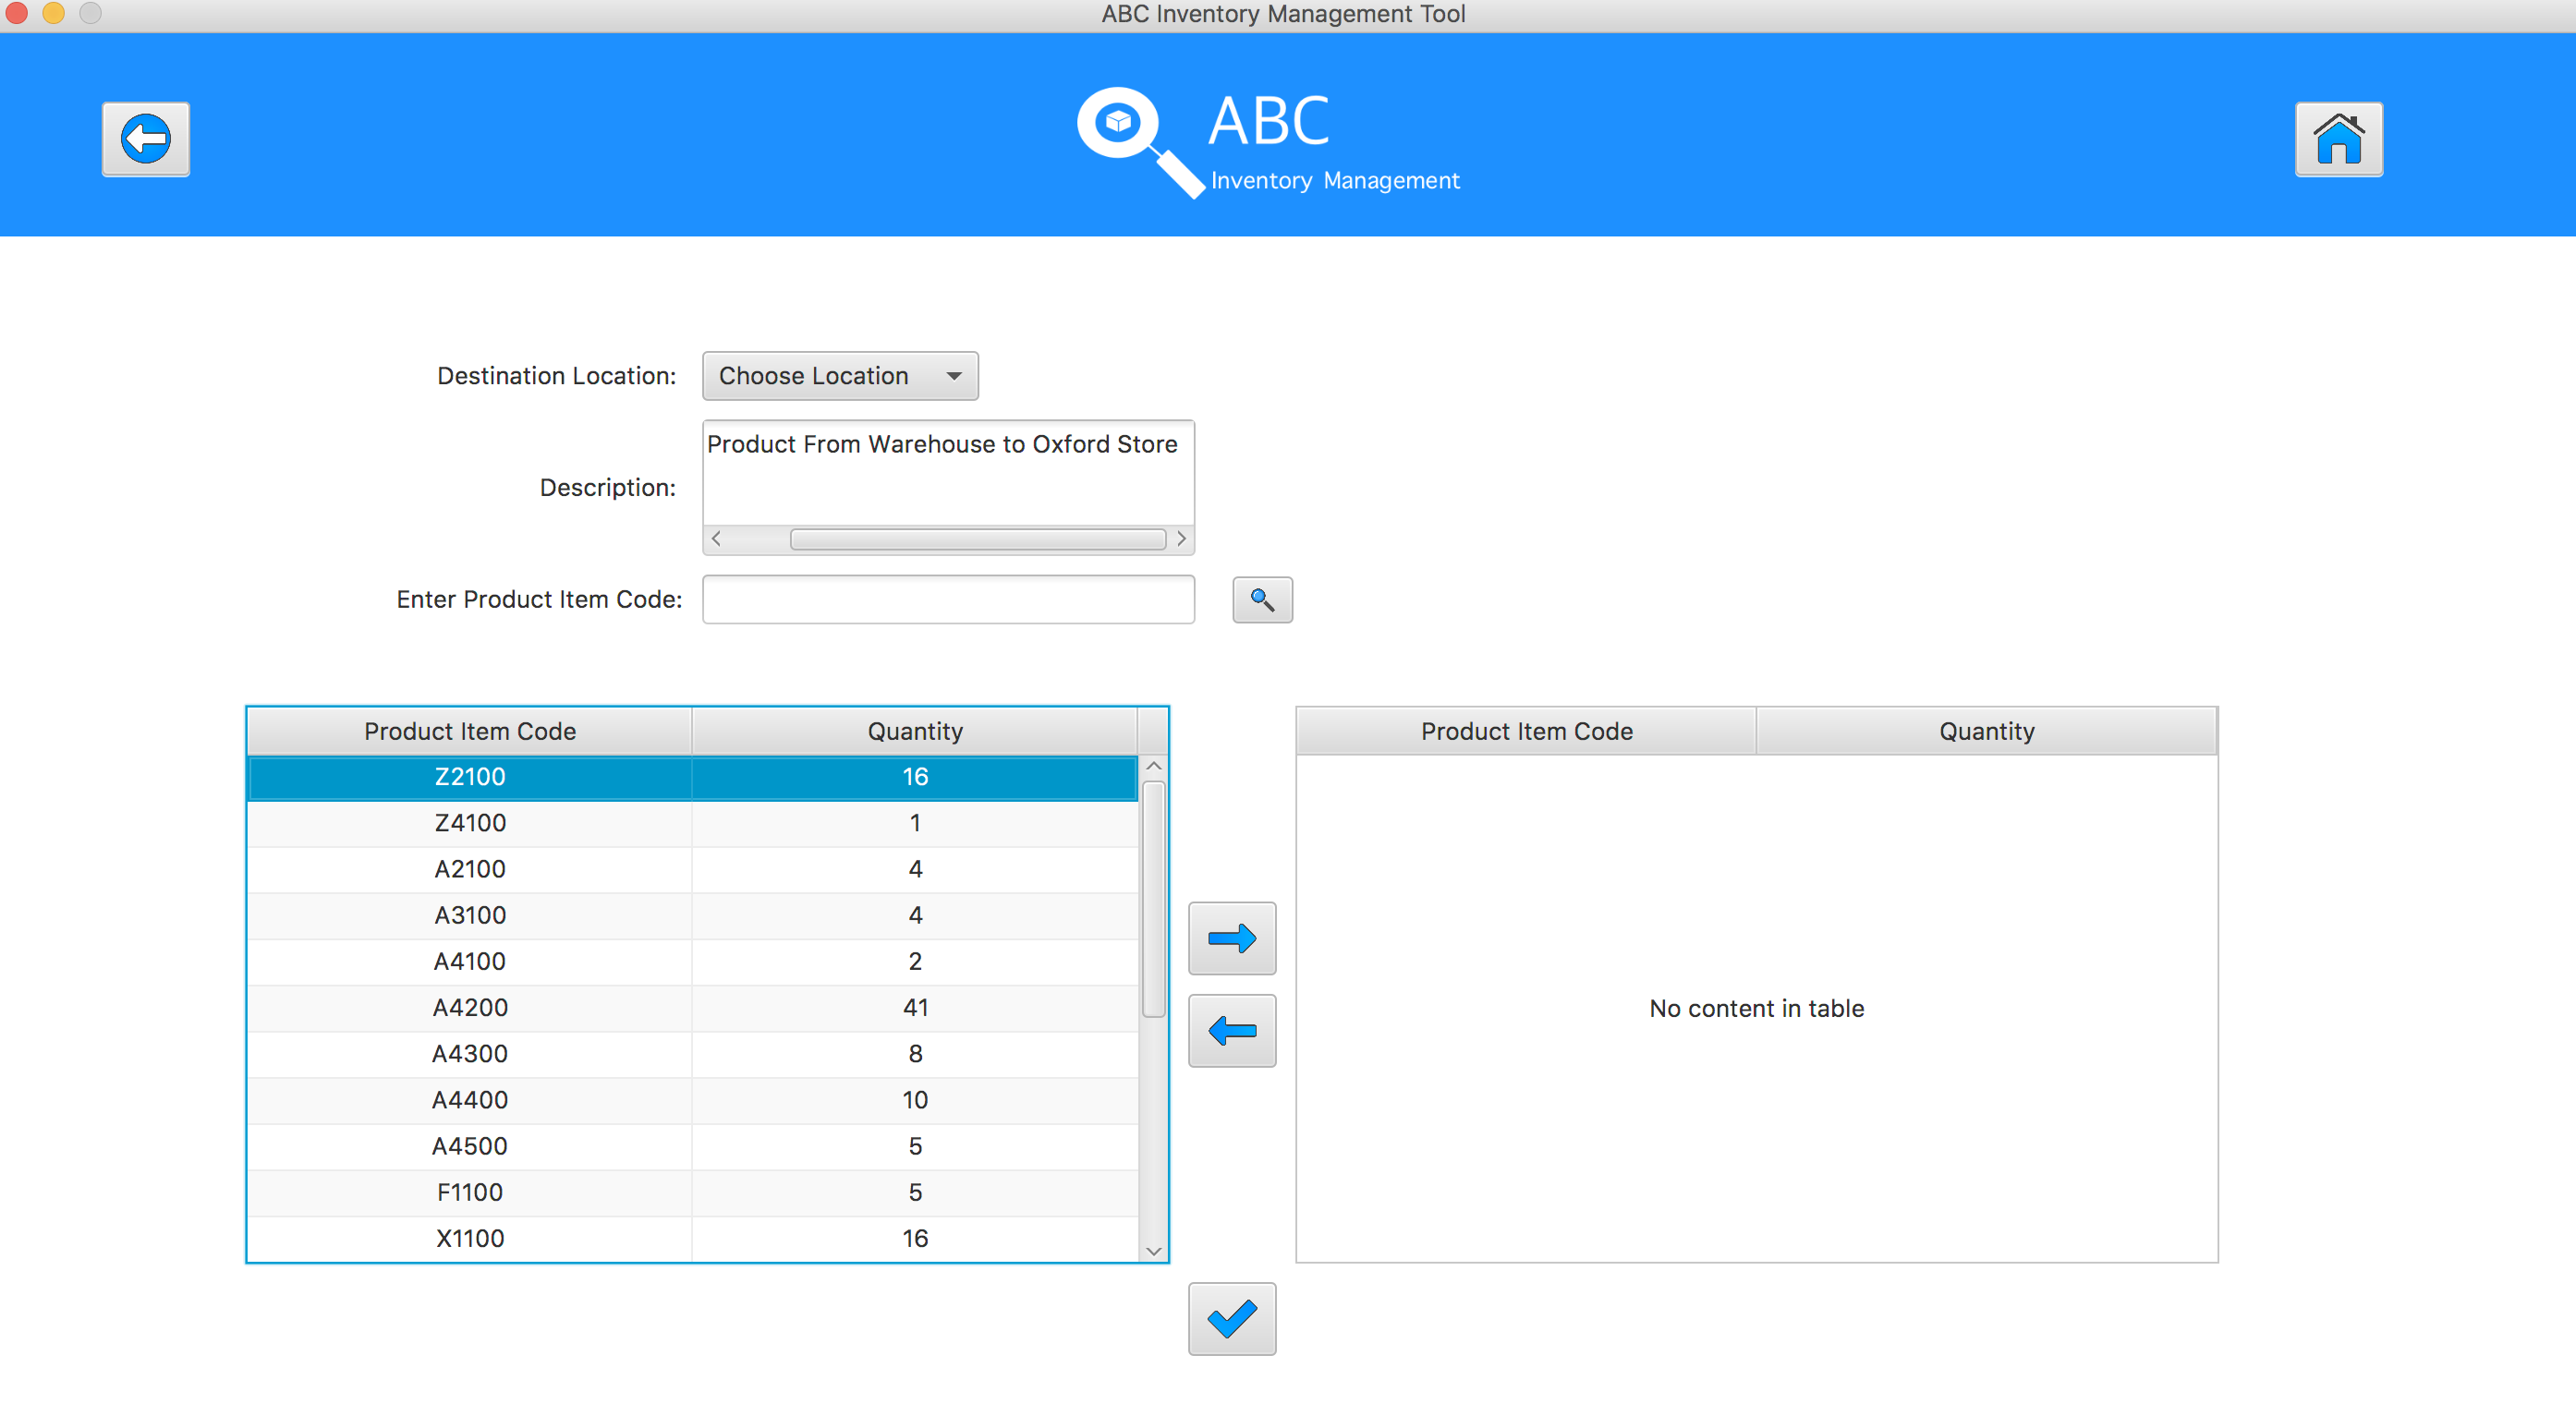 ABC Inventory Management Tool
ABC
Inventory Management
Destination Location: Choose Location
Description: Product From Warehouse to Oxford Store
Enter Product Item Code:
Product Item Code Quantity
Z2100 16
Z4100 1
A2100 4
A3100 4
A4100 2
A4200 41
A4300 8
A4400 10
A4500 5
F1100 5
X1100 16
Product Item Code Quantity
No content in table